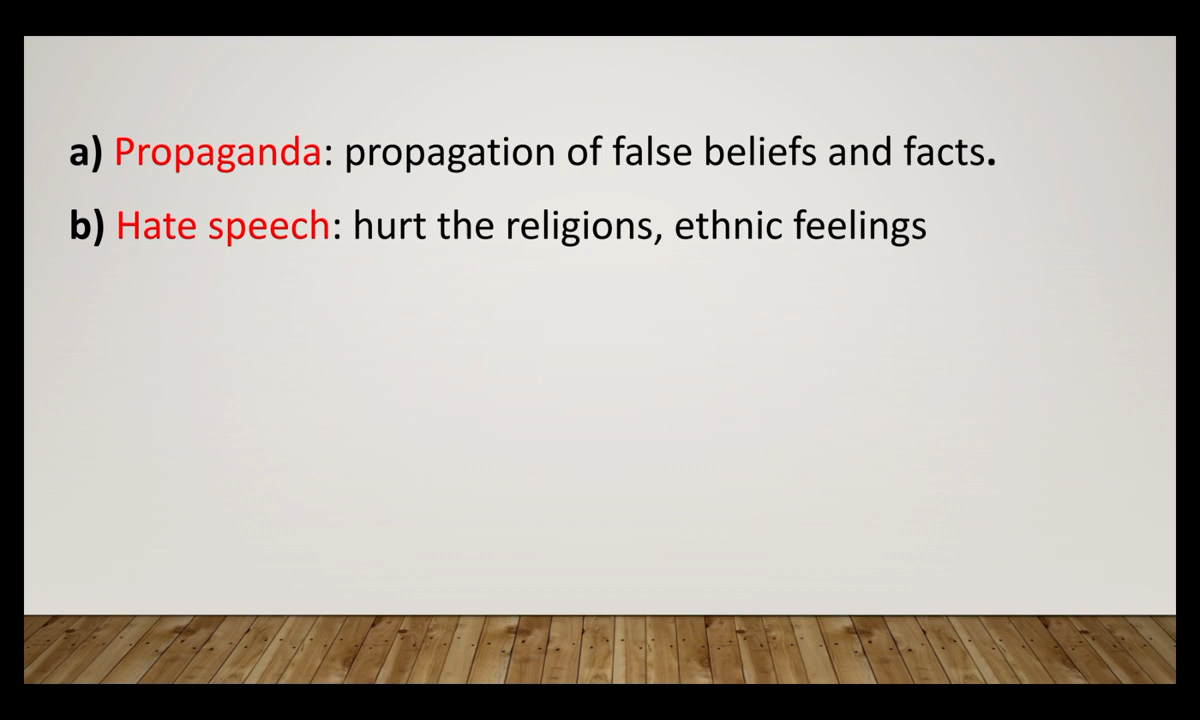 a) Propaganda: propagation of false beliefs and facts.
b) Hate speech: hurt the religions, ethnic feelings